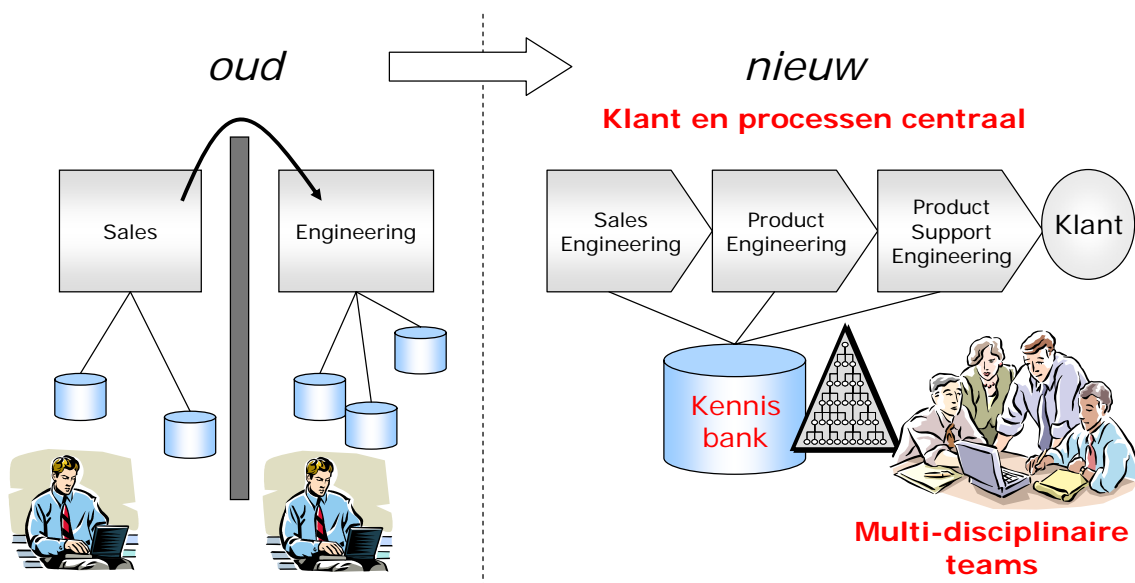 oud
nieuw
Klant en processen centraal
Sales
Engineering
Sales
Engineering
Product
Engineering
Product
Support
Engineering
Klant
Kennis
bank
Multi-disciplinaire
teams